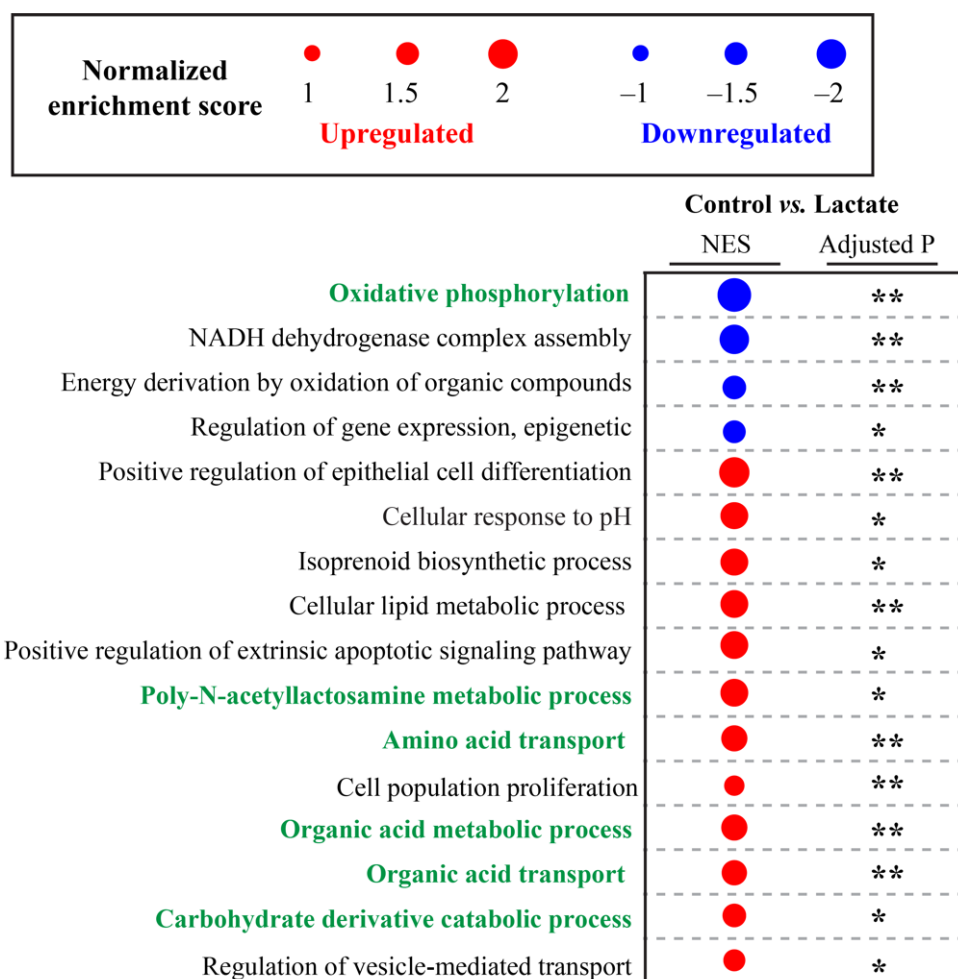 Normalized
enrichment score
1 1.5 2 –1 –1.5 –2
Upregulated Downregulated
Control vs. Lactate
NES Adjusted P
Oxidative phosphorylation **
NADH dehydrogenase complex assembly **
Energy derivation by oxidation of organic compounds **
Regulation of gene expression, epigenetic *
Positive regulation of epithelial cell differentiation **
Cellular response to pH *
Isoprenoid biosynthetic process *
Cellular lipid metabolic process **
Positive regulation of extrinsic apoptotic signaling pathway *
Poly-N-acetyllactosamine metabolic process *
Amino acid transport **
Cell population proliferation **
Organic acid metabolic process **
Organic acid transport **
Carbohydrate derivative catabolic process *
Regulation of vesicle-mediated transport *